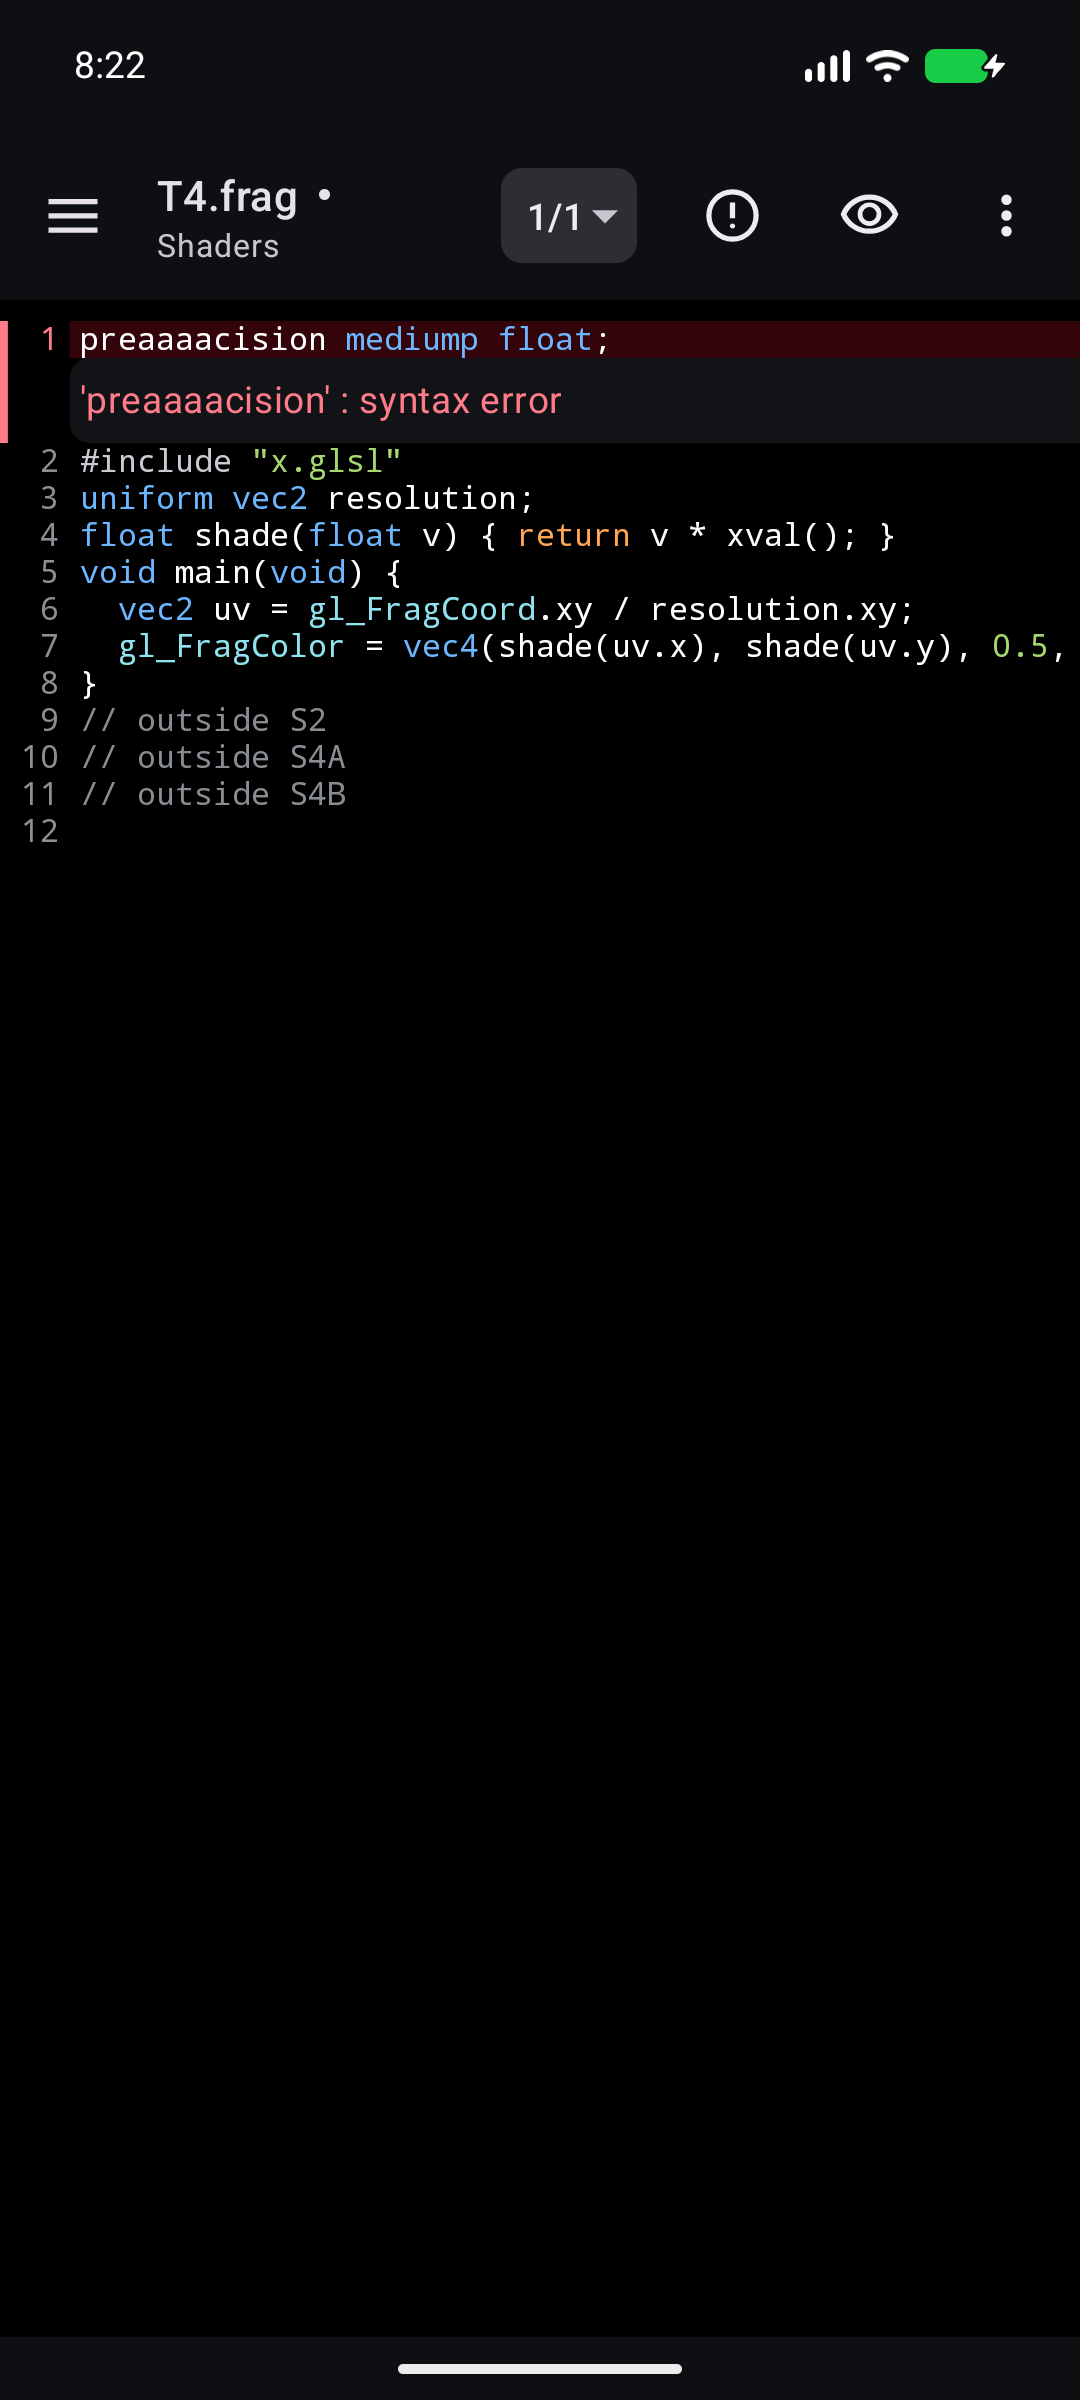 8:22
T4.frag •
Shaders
1/1
1 preaaaacision mediump float;
'preaaaacision' : syntax error
2 #include "x.glsl"
3 uniform vec2 resolution;
4 float shade(float v) { return v * xval(); }
5 void main(void) {
6   vec2 uv = gl_FragCoord.xy / resolution.xy;
7   gl_FragColor = vec4(shade(uv.x), shade(uv.y), 0.5,
8 }
9 // outside S2
10 // outside S4A
11 // outside S4B
12